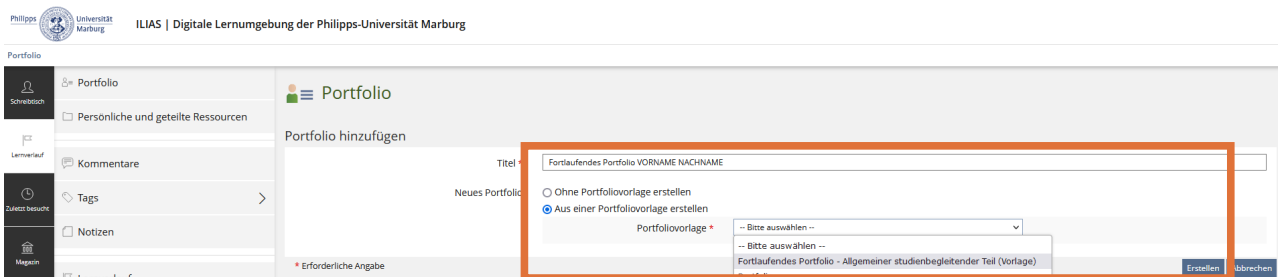 Philipps
Universität
Marburg
ILIAS | Digitale Lernumgebung der Philipps-Universität Marburg
Portfolio
Schreibtisch
Lernverlauf
Zuletzt besucht
Magazin
Portfolio
Persönliche und geteilte Ressourcen
Kommentare
Tags
Notizen
Portfolio
Portfolio hinzufügen
Titel *
Fortlaufendes Portfolio VORNAME NACHNAME
Neues Portfolio
Ohne Portfoliovorlage erstellen
Aus einer Portfoliovorlage erstellen
Portfoliovorlage *
-- Bitte auswählen --
-- Bitte auswählen --
Fortlaufendes Portfolio - Allgemeiner studienbegleitender Teil (Vorlage)
* Erforderliche Angabe
Erstellen
Abbrechen